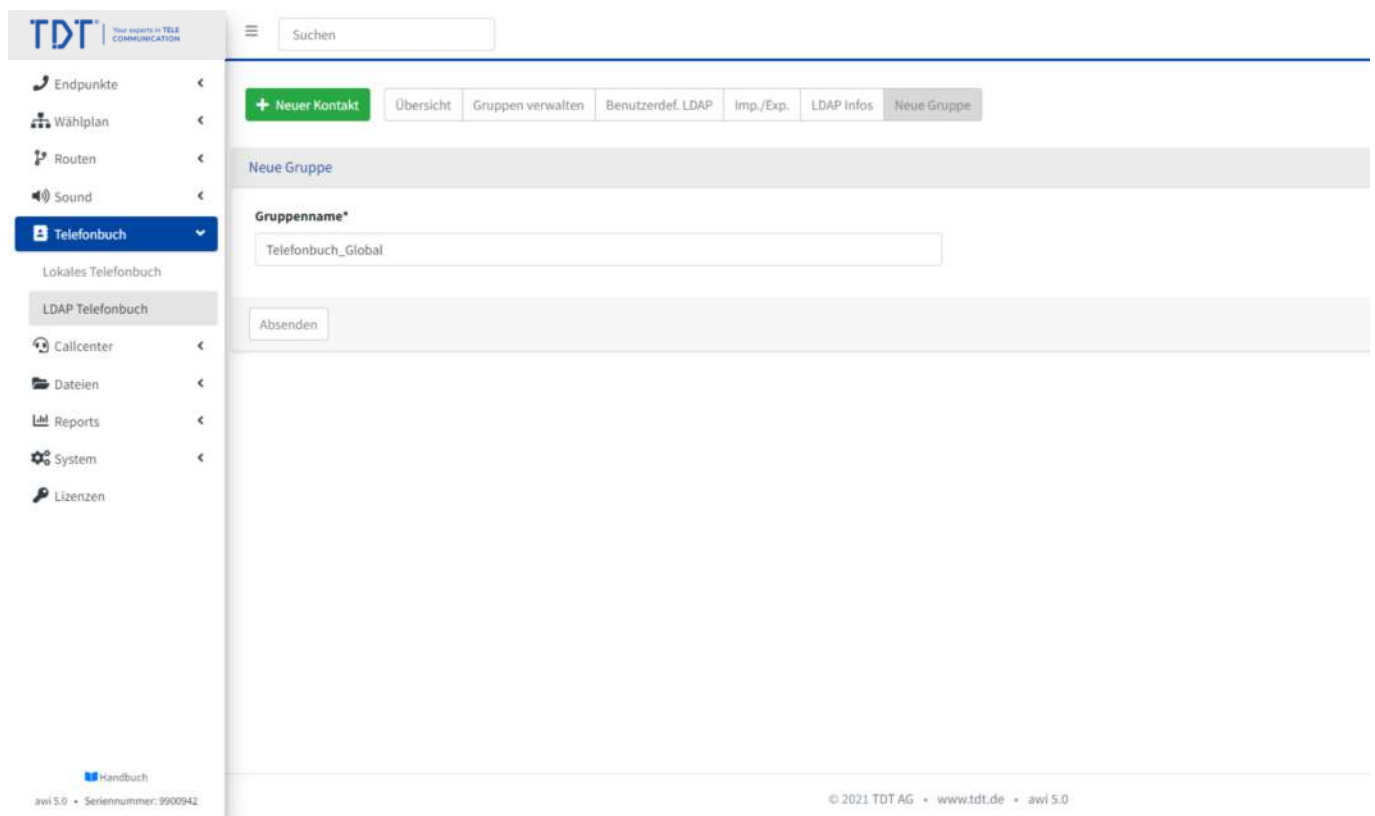 TDT Your experts in TELE
COMMUNICATION
Suchen
Endpunkte
Wählplan
Routen
Sound
Telefonbuch
Lokales Telefonbuch
LDAP Telefonbuch
Callcenter
Dateien
Reports
System
Lizenzen
Handbuch
awi 5.0 • Seriennummer: 9900942
+ Neuer Kontakt Übersicht Gruppen verwalten Benutzerdef. LDAP Imp./Exp. LDAP Infos Neue Gruppe
Neue Gruppe
Gruppenname*
Telefonbuch_Global
Absenden
© 2021 TDT AG • www.tdt.de • awi 5.0